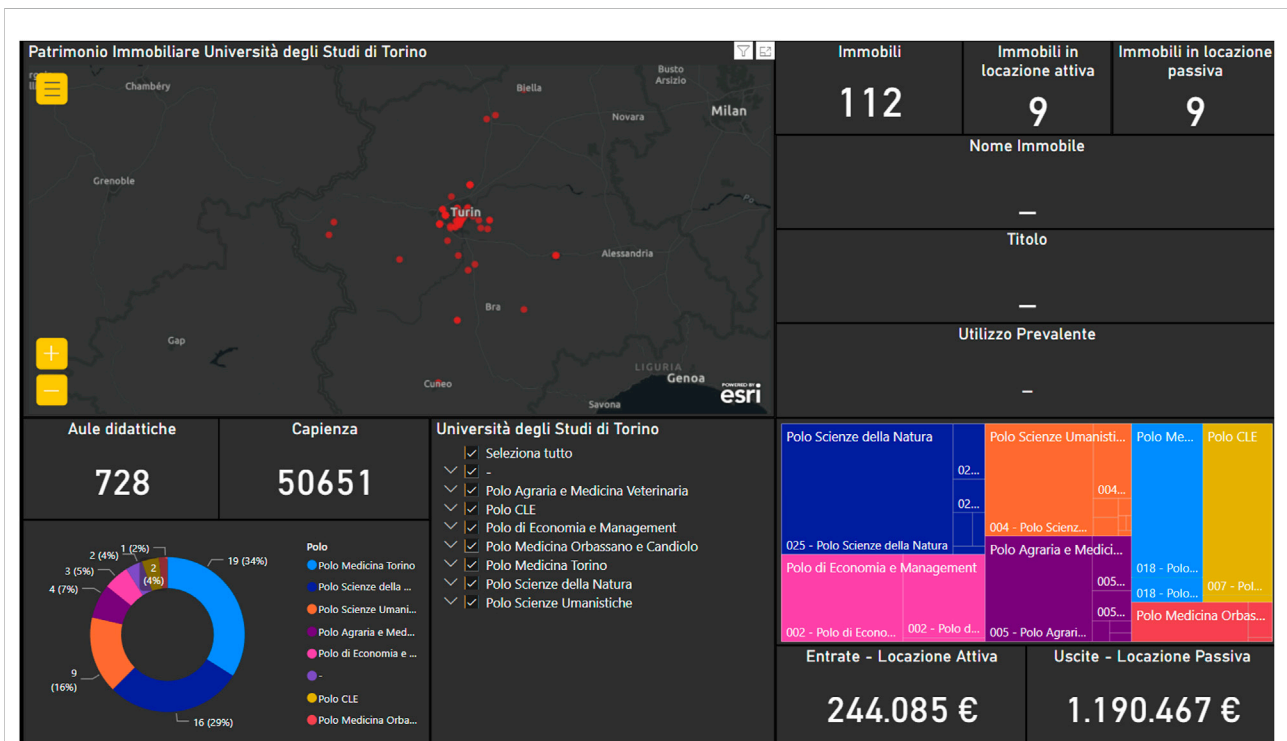 Patrimonio Immobiliare Università degli Studi di Torino
Chambéry
Biella
Busto
Arsizio
Novara
Milan
Grenoble
Turin
Po
Alessandria
Bra
Gap
LIGURIA
Genoa
Cuneo
Savona
POWERED BY
esri
Immobili
112
Immobili in
locazione attiva
9
Immobili in locazione
passiva
9
Nome Immobile
–
Titolo
–
Utilizzo Prevalente
–
Aule didattiche
728
Capienza
50651
Università degli Studi di Torino
Seleziona tutto
-
Polo Agraria e Medicina Veterinaria
Polo CLE
Polo di Economia e Management
Polo Medicina Orbassano e Candiolo
Polo Medicina Torino
Polo Scienze della Natura
Polo Scienze Umanistiche
19 (34%)
16 (29%)
9
(16%)
4 (7%)
3 (5%)
2 (4%)
2
(4%)
1 (2%)
Polo
Polo Medicina Torino
Polo Scienze della ...
Polo Scienze Umani...
Polo Agraria e Med...
Polo di Economia e ...
-
Polo CLE
Polo Medicina Orba...
Polo Scienze della Natura
02...
02...
025 - Polo Scienze della Natura
Polo Scienze Umanisti...
004...
004 - Polo Scienz...
Polo Me...
018 - Polo...
018 - Polo...
Polo CLE
007 - Pol...
Polo di Economia e Management
002 - Polo di Econo...
002 - Polo d...
Polo Agraria e Medici...
005...
005...
005 - Polo Agrari...
Polo Medicina Orbas...
Entrate - Locazione Attiva
244.085 €
Uscite - Locazione Passiva
1.190.467 €